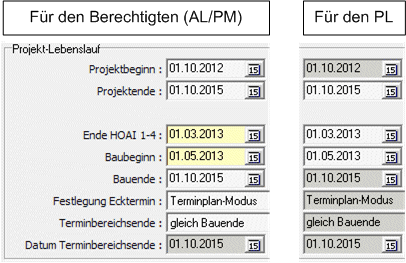 Für den Berechtigten (AL/PM) Für den PL
Projekt-Lebenslauf
Projektbeginn : 01.10.2012 15 01.10.2012 15
Projektende : 01.10.2015 15 01.10.2015 15
Ende HOAI 1-4 : 01.03.2013 15 01.03.2013 15
Baubeginn : 01.05.2013 15 01.05.2013 15
Bauende : 01.10.2015 15 01.10.2015 15
Festlegung Ecktermin : Terminplan-Modus Terminplan-Modus
Terminbereichsende : gleich Bauende gleich Bauende
Datum Terminbereichsende : 01.10.2015 15 01.10.2015 15